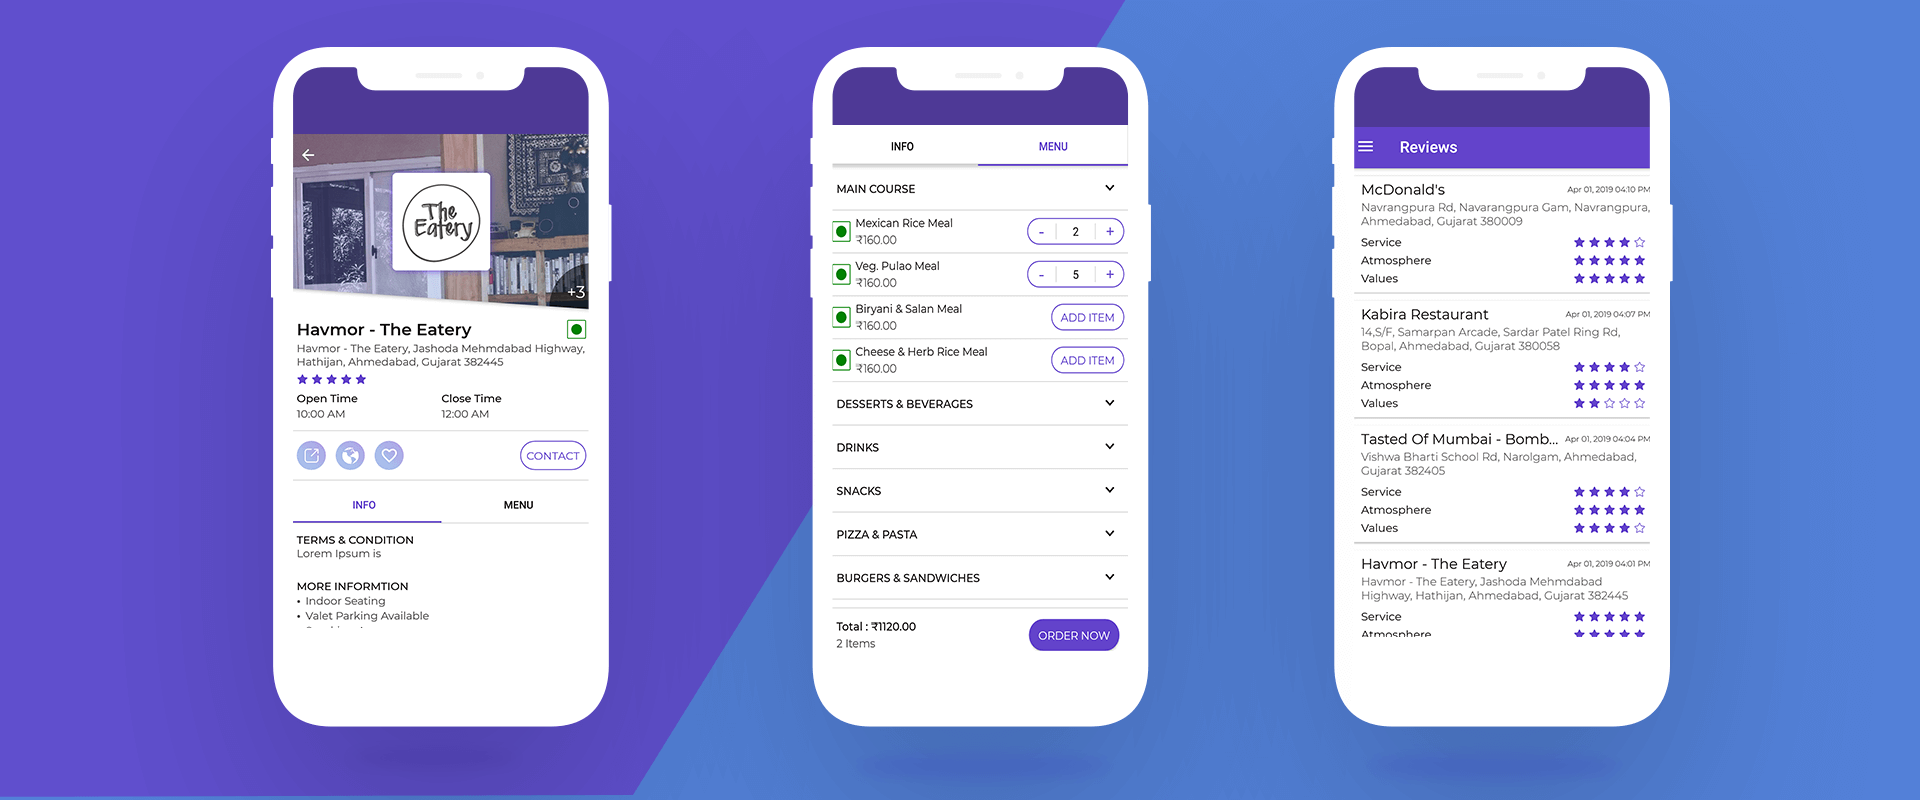 The
Eatery
+3
Havmor - The Eatery
Havmor - The Eatery, Jashoda Mehmdabad Highway,
Hathijan, Ahmedabad, Gujarat 382445
Open Time Close Time
10:00 AM 12:00 AM
CONTACT
INFO MENU
TERMS & CONDITION
Lorem Ipsum is
MORE INFORMTION
• Indoor Seating
• Valet Parking Available
INFO MENU
MAIN COURSE
Mexican Rice Meal
₹160.00
- 2 +
Veg. Pulao Meal
₹160.00
- 5 +
Biryani & Salan Meal
₹160.00
ADD ITEM
Cheese & Herb Rice Meal
₹160.00
ADD ITEM
DESSERTS & BEVERAGES
DRINKS
SNACKS
PIZZA & PASTA
BURGERS & SANDWICHES
Total : ₹1120.00
2 Items
ORDER NOW
Reviews
McDonald's Apr 01, 2019 04:10 PM
Navrangpura Rd, Navarangpura Gam, Navrangpura,
Ahmedabad, Gujarat 380009
Service
Atmosphere
Values
Kabira Restaurant Apr 01, 2019 04:07 PM
14,S/F, Samarpan Arcade, Sardar Patel Ring Rd,
Bopal, Ahmedabad, Gujarat 380058
Service
Atmosphere
Values
Tasted Of Mumbai - Bomb... Apr 01, 2019 04:04 PM
Vishwa Bharti School Rd, Narolgam, Ahmedabad,
Gujarat 382405
Service
Atmosphere
Values
Havmor - The Eatery Apr 01, 2019 04:01 PM
Havmor - The Eatery, Jashoda Mehmdabad
Highway, Hathijan, Ahmedabad, Gujarat 382445
Service
Atmosphere